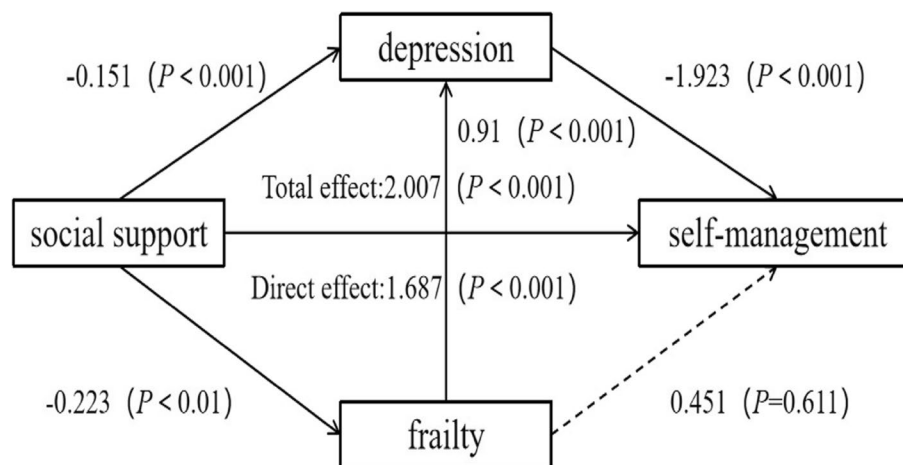 depression
-0.151 (P < 0.001)
-1.923 (P < 0.001)
0.91 (P < 0.001)
Total effect:2.007 (P < 0.001)
social support
self-management
Direct effect:1.687 (P < 0.001)
-0.223 (P < 0.01)
0.451 (P=0.611)
frailty